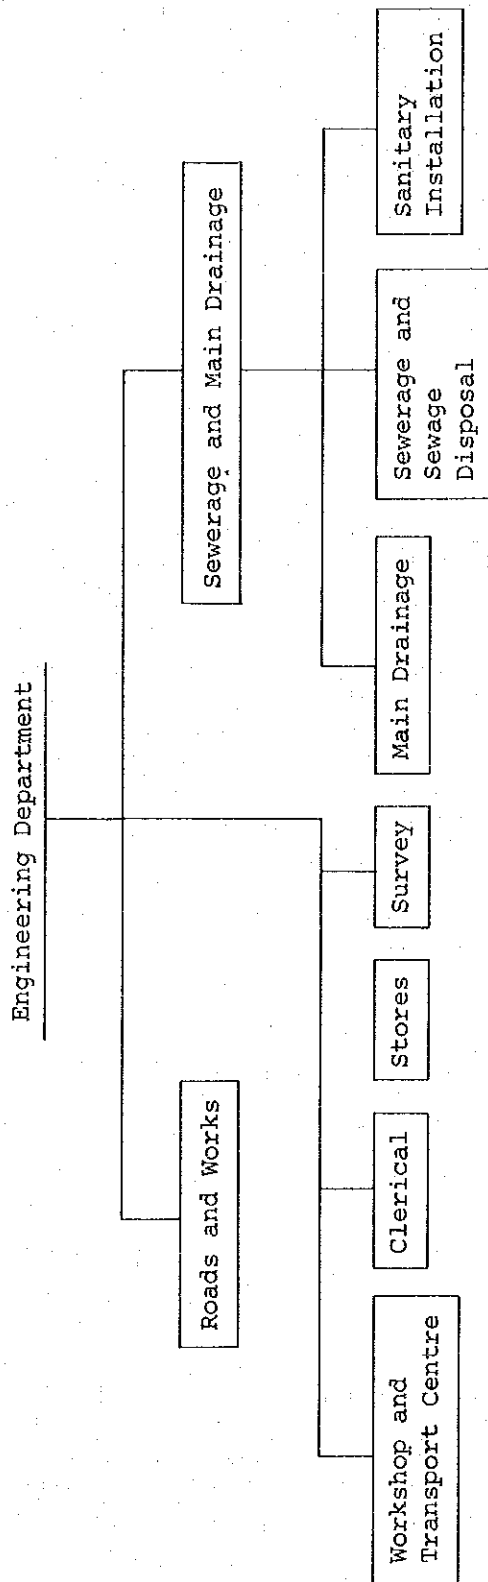 Engineering Department
Roads and Works
Sewerage and Main Drainage
Workshop and
Transport Centre
Clerical
Stores
Survey
Main Drainage
Sewerage and
Sewage
Disposal
Sanitary
Installation